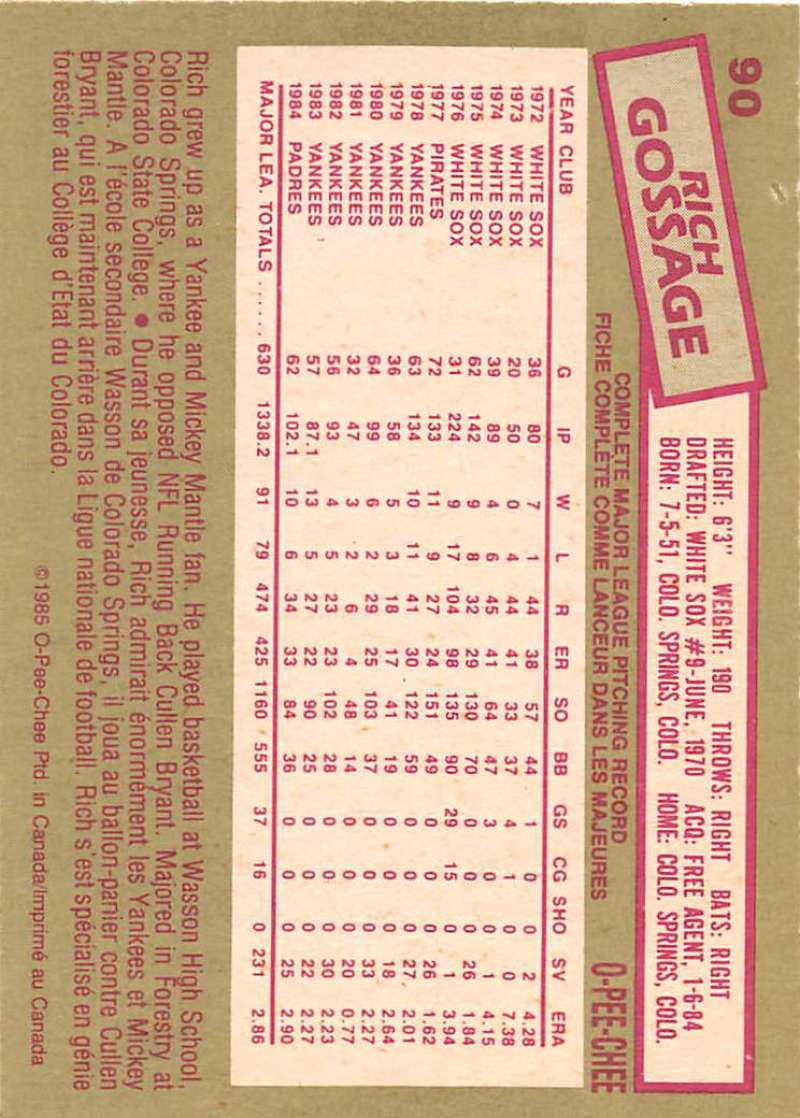 90
RICH
GOSSAGE
HEIGHT: 6'3" WEIGHT: 190 THROWS: RIGHT BATS: RIGHT
DRAFTED: WHITE SOX #9-JUNE, 1970 ACQ: FREE AGENT, 1-6-84
BORN: 7-5-51, COLO. SPRINGS, COLO. HOME: COLO. SPRINGS, COLO.
COMPLETE MAJOR LEAGUE PITCHING RECORD
FICHE COMPLÈTE COMME LANCEUR DANS LES MAJEURES
O-PEE-CHEE
YEAR CLUB G IP W L R ER SO BB GS CG SHO SV ERA
1972 WHITE SOX 36 80 7 1 44 38 57 44 1 0 0 2 4.28
1973 WHITE SOX 20 50 0 4 44 41 33 37 4 1 0 0 7.38
1974 WHITE SOX 39 89 4 6 45 41 64 47 3 0 0 1 4.15
1975 WHITE SOX 62 142 9 8 32 29 130 70 0 0 0 26 1.84
1976 WHITE SOX 31 224 9 17 104 98 135 90 29 15 0 1 3.94
1977 PIRATES 72 133 11 9 27 24 151 49 0 0 0 26 1.62
1978 YANKEES 63 134 10 11 41 30 122 59 0 0 0 27 2.01
1979 YANKEES 36 58 5 3 18 17 41 19 0 0 0 18 2.64
1980 YANKEES 64 99 6 2 29 25 103 37 0 0 0 33 2.27
1981 YANKEES 32 47 3 2 6 4 48 14 0 0 0 20 0.77
1982 YANKEES 56 93 4 5 23 23 102 28 0 0 0 30 2.23
1983 YANKEES 57 87.1 13 5 27 22 90 25 0 0 0 22 2.27
1984 PADRES 62 102.1 10 6 34 33 84 36 0 0 0 25 2.90
MAJOR LEA. TOTALS ...... 630 1338.2 91 79 474 425 1160 555 37 16 0 231 2.86
Rich grew up as a Yankee and Mickey Mantle fan. He played basketball at Wasson High School,
Colorado Springs, where he opposed NFL Running Back Cullen Bryant. Majored in Forestry at
Colorado State College. ● Durant sa jeunesse, Rich admirait énormement les Yankees et Mickey
Mantle. A l'école secondaire Wasson de Colorado Springs, il joua au ballon-panier contre Cullen
Bryant, qui est maintenant arrière dans la Ligue nationale de football. Rich s'est spécialisé en génie
forestier au Collège d'Etat du Colorado.
©1985 O-Pee-Chee Ptd. in Canada/Imprimé au Canada